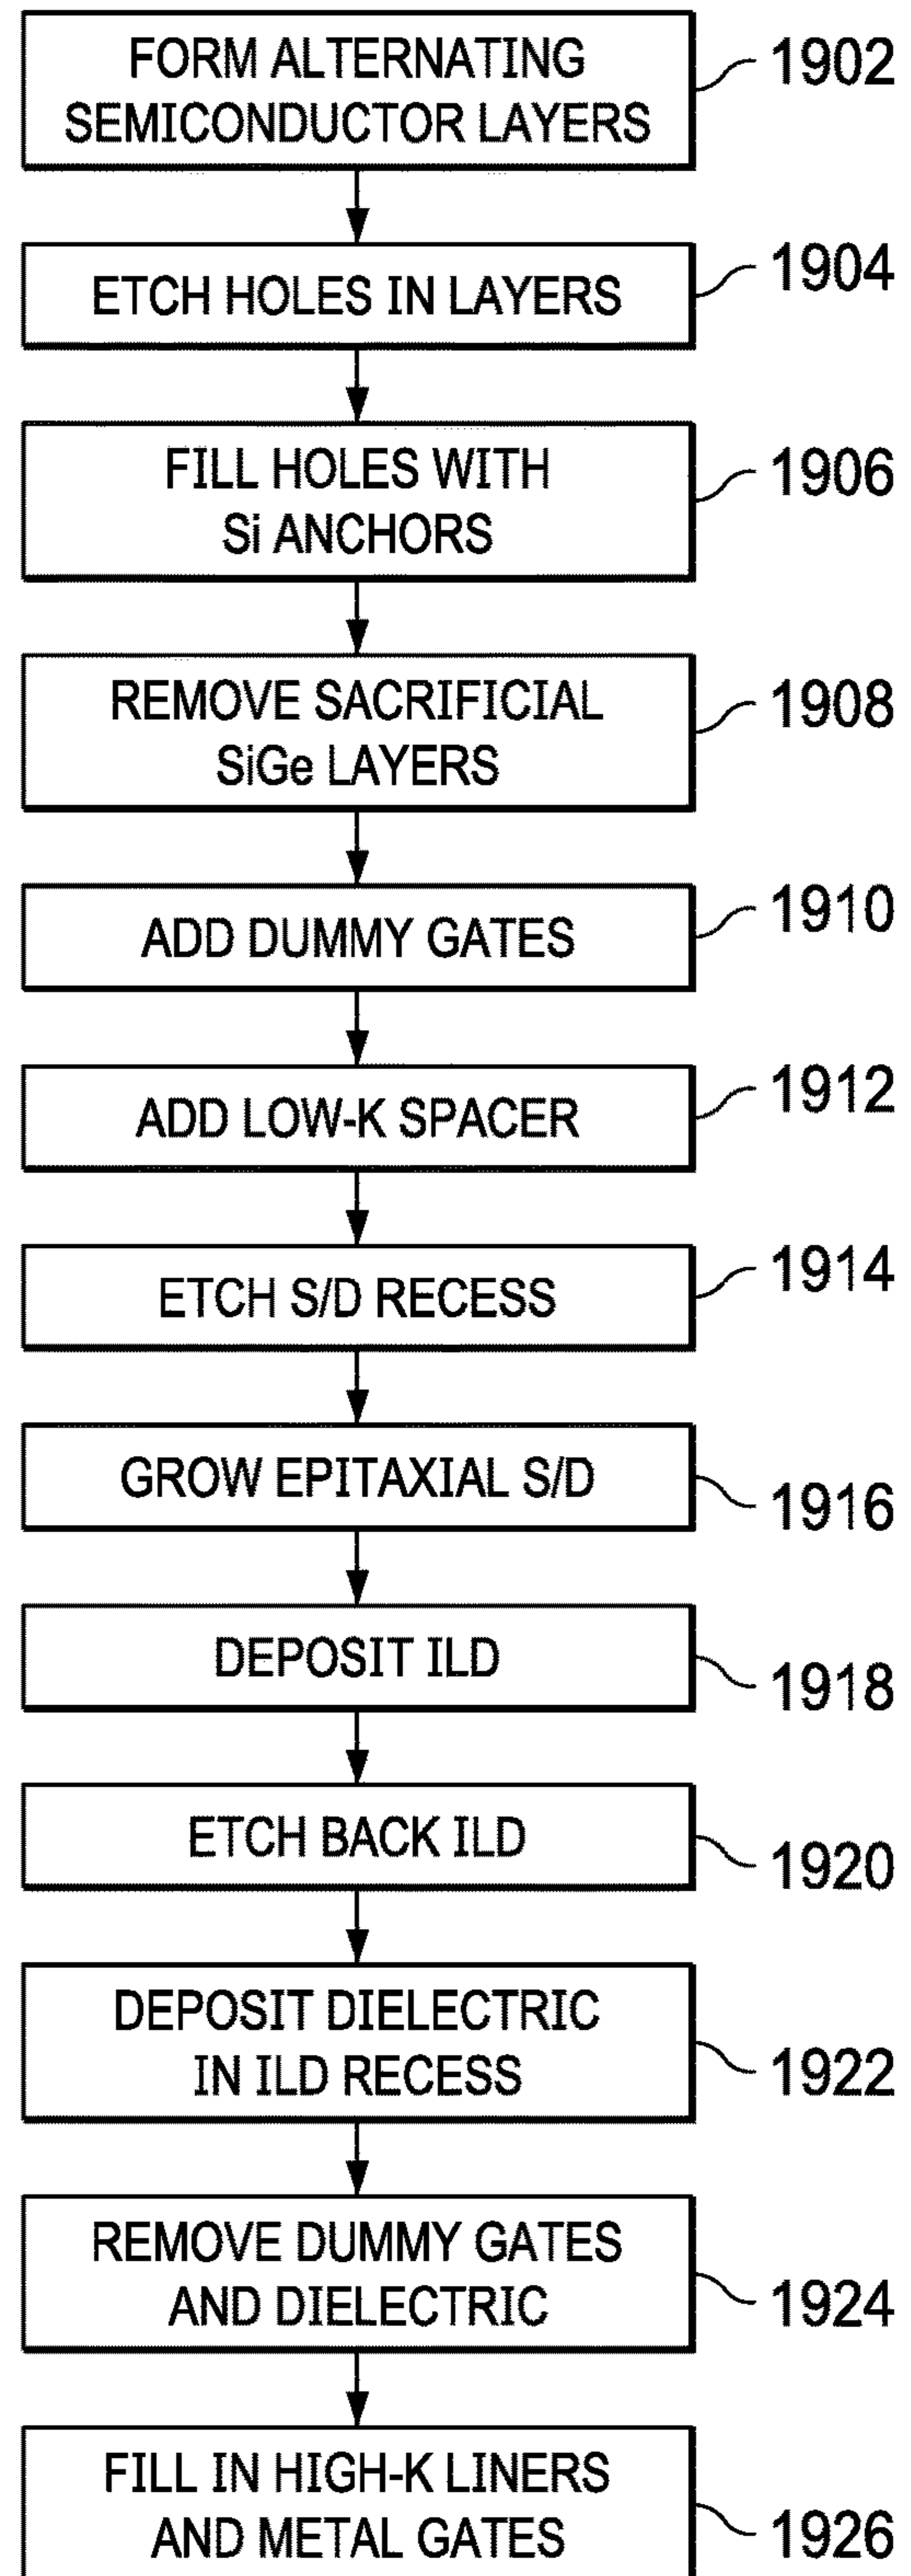 FORM ALTERNATING
SEMICONDUCTOR LAYERS
1902
ETCH HOLES IN LAYERS
1904
FILL HOLES WITH
Si ANCHORS
1906
REMOVE SACRIFICIAL
SiGe LAYERS
1908
ADD DUMMY GATES
1910
ADD LOW-K SPACER
1912
ETCH S/D RECESS
1914
GROW EPITAXIAL S/D
1916
DEPOSIT ILD
1918
ETCH BACK ILD
1920
DEPOSIT DIELECTRIC
IN ILD RECESS
1922
REMOVE DUMMY GATES
AND DIELECTRIC
1924
FILL IN HIGH-K LINERS
AND METAL GATES
1926